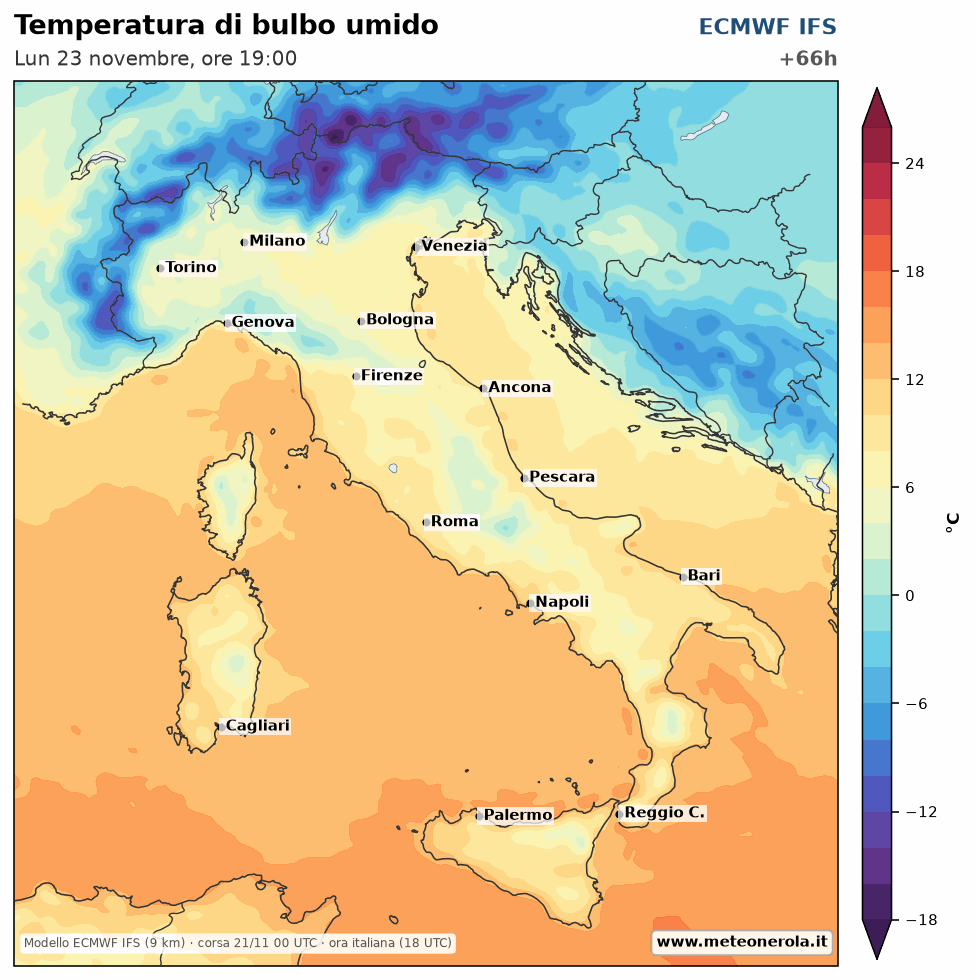 Temperatura di bulbo umido
ECMWF IFS
Lun 23 novembre, ore 19:00
+66h
Milano
Venezia
Torino
Genova
Bologna
Firenze
Ancona
Pescara
Roma
Bari
Napoli
Cagliari
Palermo
Reggio C.
24
18
12
6
0
−6
−12
−18
°C
Modello ECMWF IFS (9 km) · corsa 21/11 00 UTC · ora italiana (18 UTC)
www.meteonerola.it